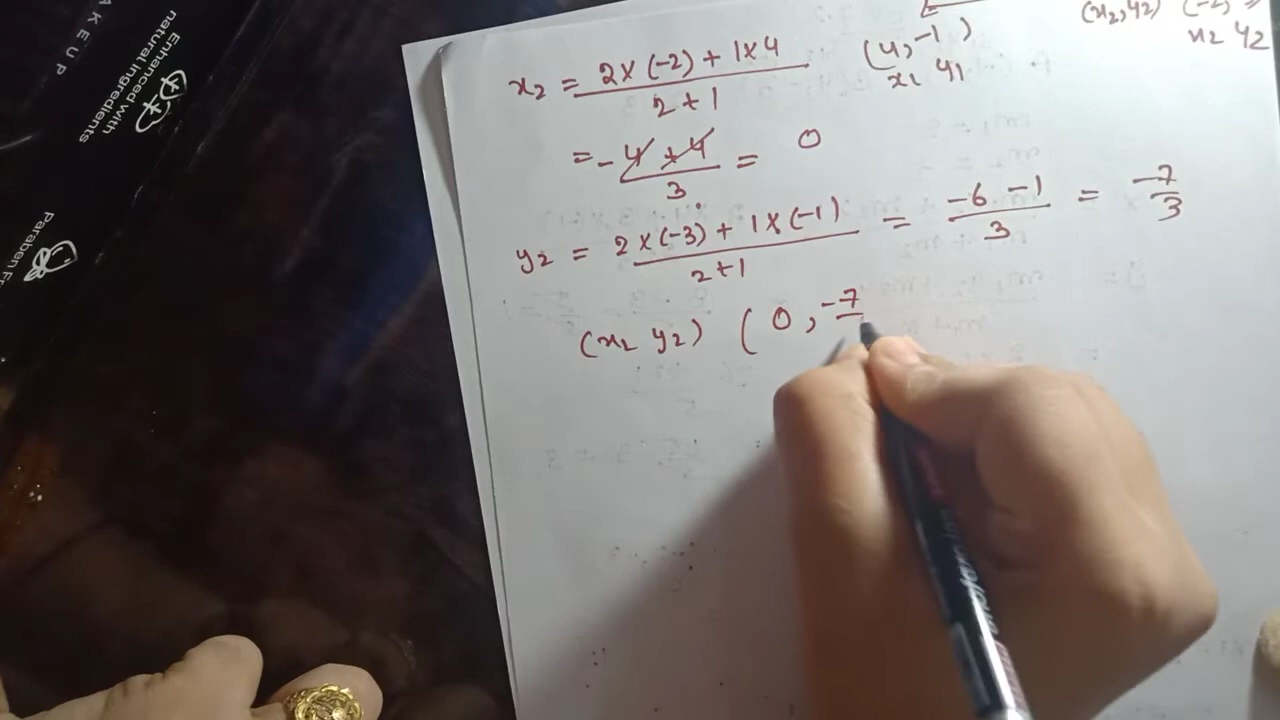 AKEUP
Enhanced with
natural ingredients
Paraben
(x₂, y₂) (-2,
x₂ y₂
x₂ = 2 × (-2) + 1 × 4 / 2 + 1 (4, -1)
x₁ y₁
= - 4 + 4 / 3 = 0
y₂ = 2 × (-3) + 1 × (-1) / 2 + 1 = -6 -1 / 3 = -7 / 3
(x₂ y₂) ( 0 , -7